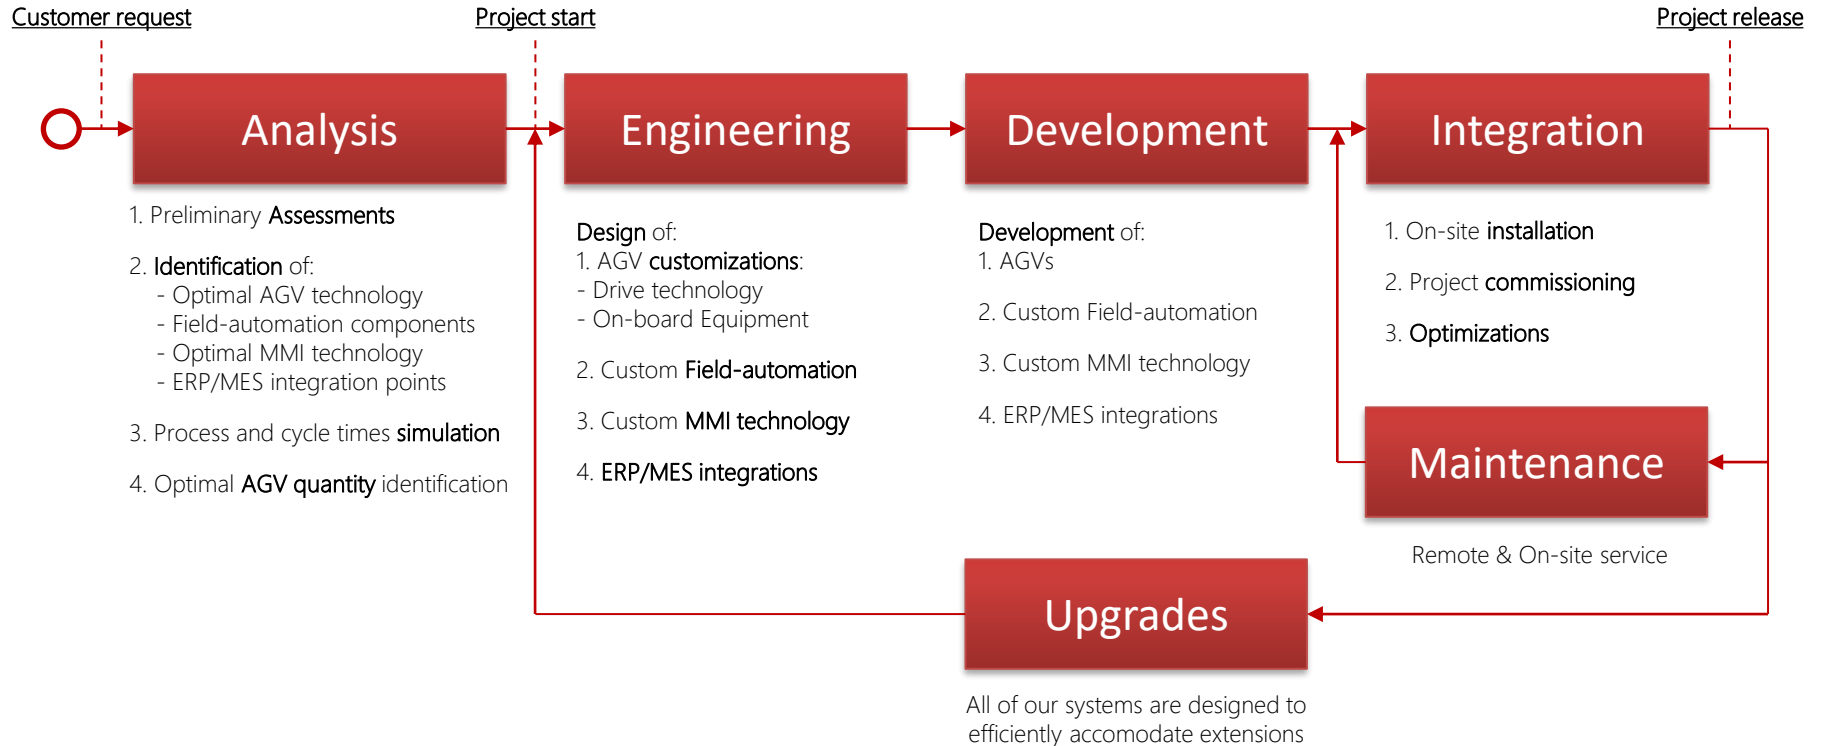 Customer request
Project start
Project release
Analysis
Engineering
Development
Integration
1. Preliminary Assessments
2. Identification of:
- Optimal AGV technology
- Field-automation components
- Optimal MMI technology
- ERP/MES integration points
3. Process and cycle times simulation
4. Optimal AGV quantity identification
Design of:
1. AGV customizations:
- Drive technology
- On-board Equipment
2. Custom Field-automation
3. Custom MMI technology
4. ERP/MES integrations
Development of:
1. AGVs
2. Custom Field-automation
3. Custom MMI technology
4. ERP/MES integrations
1. On-site installation
2. Project commissioning
3. Optimizations
Maintenance
Remote & On-site service
Upgrades
All of our systems are designed to
efficiently accomodate extensions